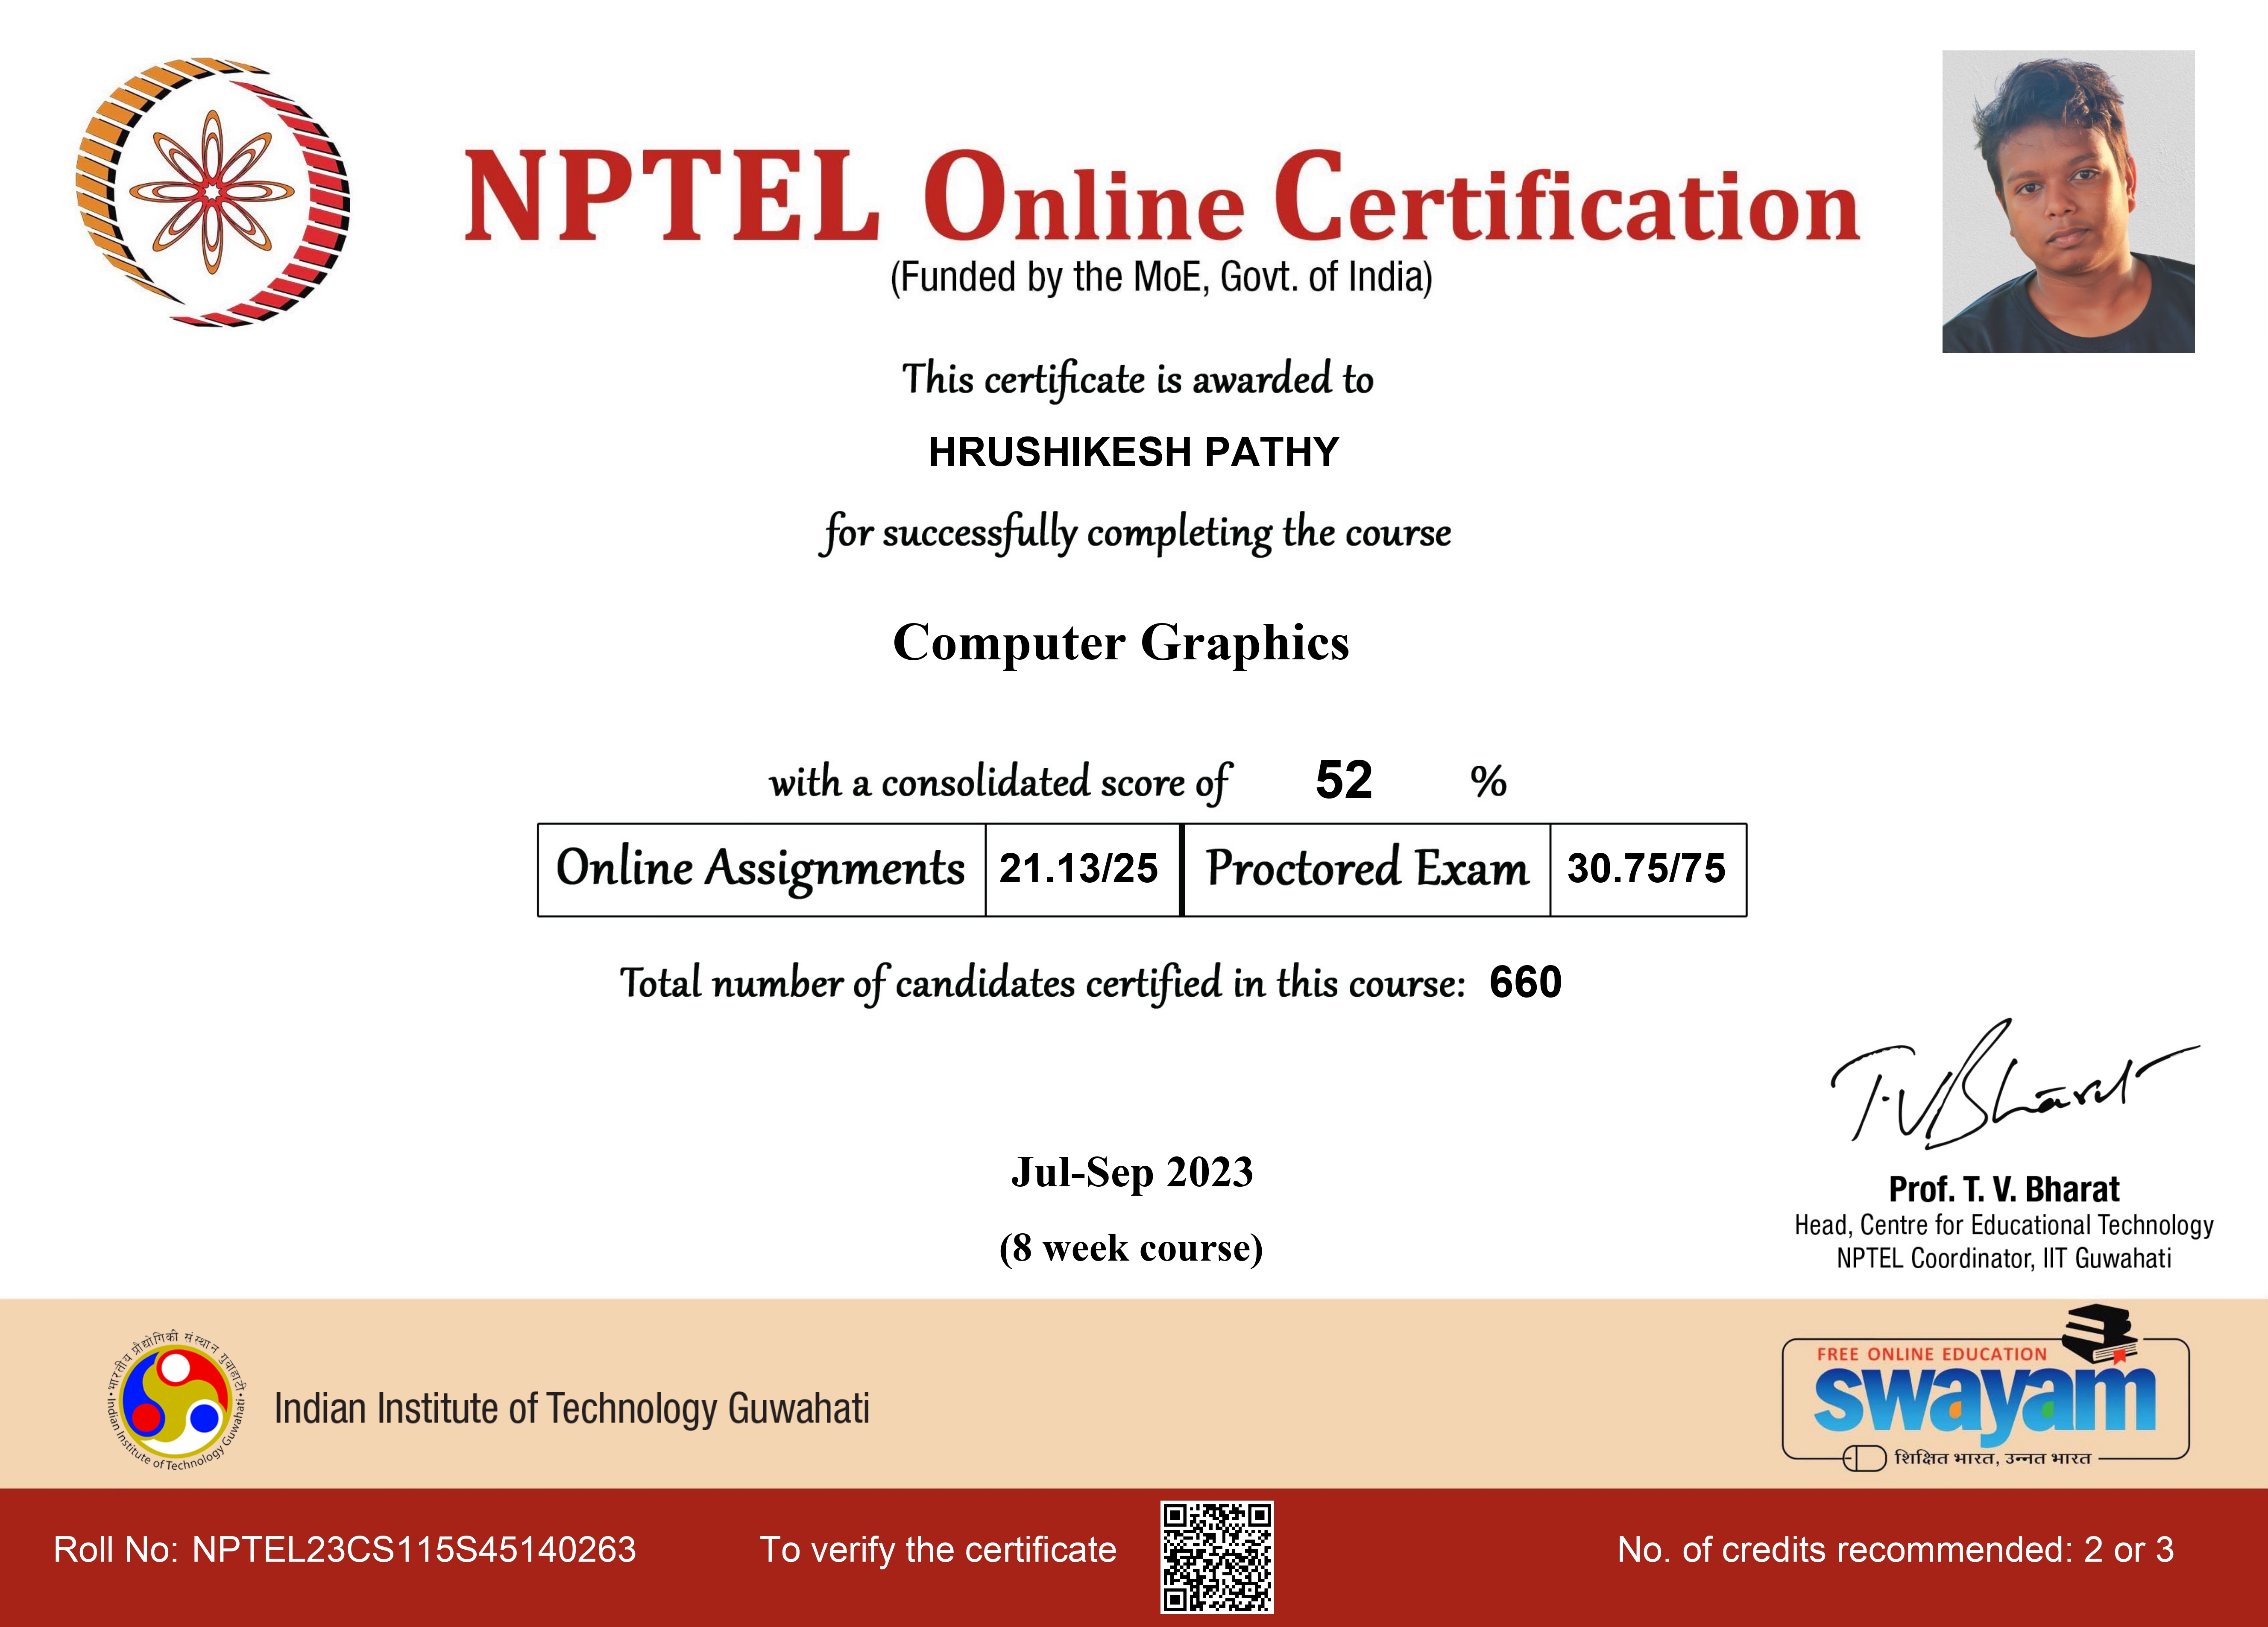 NPTEL Online Certification
(Funded by the MoE, Govt. of India)
This certificate is awarded to
HRUSHIKESH PATHY
for successfully completing the course
Computer Graphics
with a consolidated score of 52 %
Online Assignments 21.13/25 Proctored Exam 30.75/75
Total number of candidates certified in this course: 660
T.V Bharat
Jul-Sep 2023
(8 week course)
Prof. T. V. Bharat
Head, Centre for Educational Technology
NPTEL Coordinator, IIT Guwahati
भारतीय प्रौद्योगिकी संस्थान गुवाहाटी
Indian Institute of Technology Guwahati
Indian Institute of Technology Guwahati
FREE ONLINE EDUCATION
swayam
शिक्षित भारत, उन्नत भारत
Roll No: NPTEL23CS115S45140263
To verify the certificate
No. of credits recommended: 2 or 3